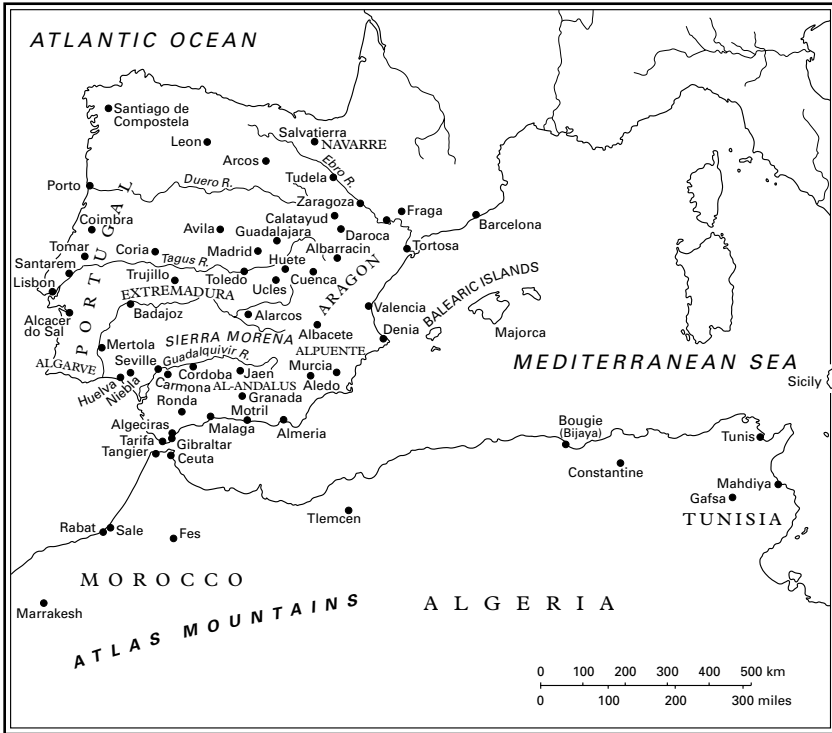 ATLANTIC OCEAN
Santiago de
Compostela
Salvatierra
Leon
NAVARRE
Arcos
Ebro R.
Tudela
Porto
Duero R.
Zaragoza
Fraga
Barcelona
Calatayud
Coimbra
Avila
Guadalajara
Daroca
Tomar
Coria
Madrid
Albarracin
Tortosa
Santarem
Tagus R.
Huete
Lisbon
Trujillo
Toledo
Ucles
Cuenca
ARAGON
PORTUGAL
EXTREMADURA
BALEARIC ISLANDS
Valencia
Majorca
Alcacer
do Sal
Badajoz
Alarcos
Albacete
Denia
SIERRA MORENA
Mertola
ALPUENTE
MEDITERRANEAN SEA
Seville
Guadalquivir R.
ALGARVE
Murcia
Sicily
Huelva
Niebla
Carmona
Cordoba
Jaen
Aledo
AL-ANDALUS
Ronda
Granada
Motril
Algeciras
Malaga
Almeria
Bougie
(Bijaya)
Tarifa
Gibraltar
Tunis
Tangier
Ceuta
Constantine
Mahdiya
Gafsa
Tlemcen
TUNISIA
Rabat
Sale
Fes
MOROCCO
ALGERIA
Marrakesh
ATLAS MOUNTAINS
0 100 200 300 400 500 km
0 100 200 300 miles